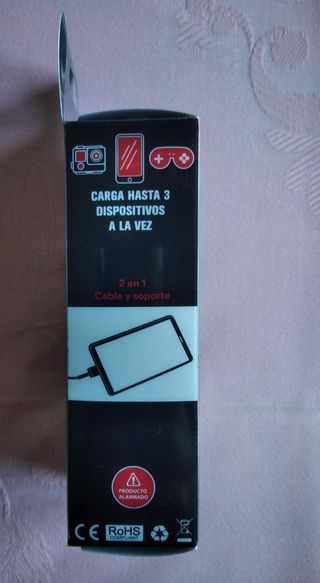 CARGA HASTA 3
DISPOSITIVOS
A LA VEZ
2 en 1
Cable y soporte
PRODUCTO
ALARMADO
CE RoHS
COMPLIANT